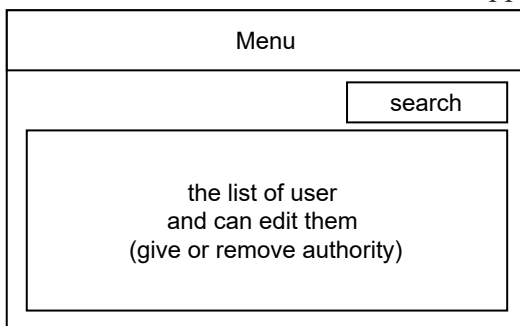 Menu
search
the list of user
and can edit them
(give or remove authority)